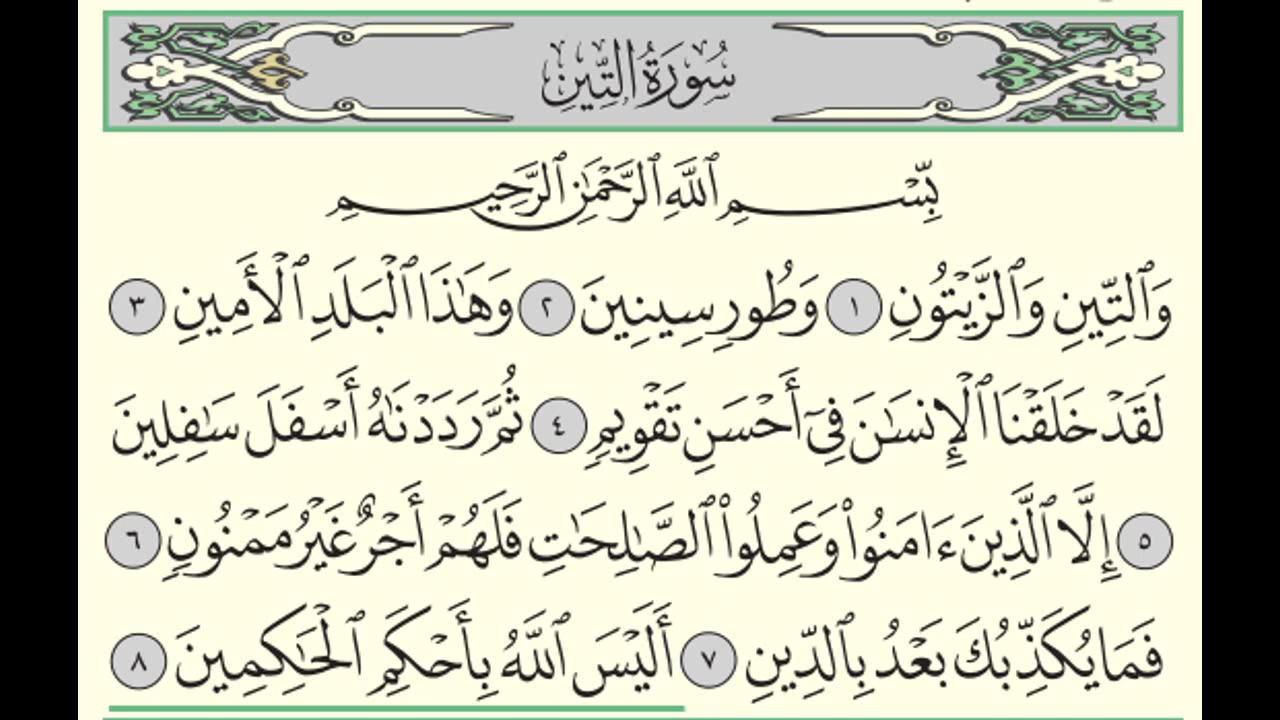 سُورَةُ التِّينِ
بِسْمِ ٱللَّهِ ٱلرَّحْمَٰنِ ٱلرَّحِيمِ
وَٱلتِّينِ وَٱلزَّيْتُونِ ١ وَطُورِ سِينِينَ ٢ وَهَٰذَا ٱلْبَلَدِ ٱلْأَمِينِ ٣
لَقَدْ خَلَقْنَا ٱلْإِنسَٰنَ فِىٓ أَحْسَنِ تَقْوِيمٍ ٤ ثُمَّ رَدَدْنَٰهُ أَسْفَلَ سَٰفِلِينَ
٥ إِلَّا ٱلَّذِينَ ءَامَنُوا۟ وَعَمِلُوا۟ ٱلصَّٰلِحَٰتِ فَلَهُمْ أَجْرٌ غَيْرُ مَمْنُونٍ ٦
فَمَا يُكَذِّبُكَ بَعْدُ بِٱلدِّينِ ٧ أَلَيْسَ ٱللَّهُ بِأَحْكَمِ ٱلْحَٰكِمِينَ ٨